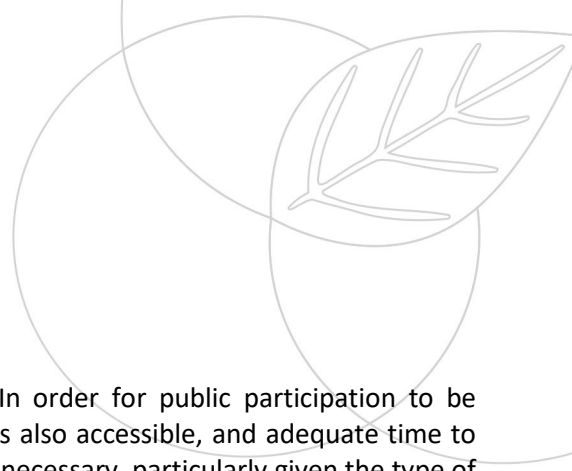 In order for public participation to be
s also accessible, and adequate time to
necessary, particularly given the type of